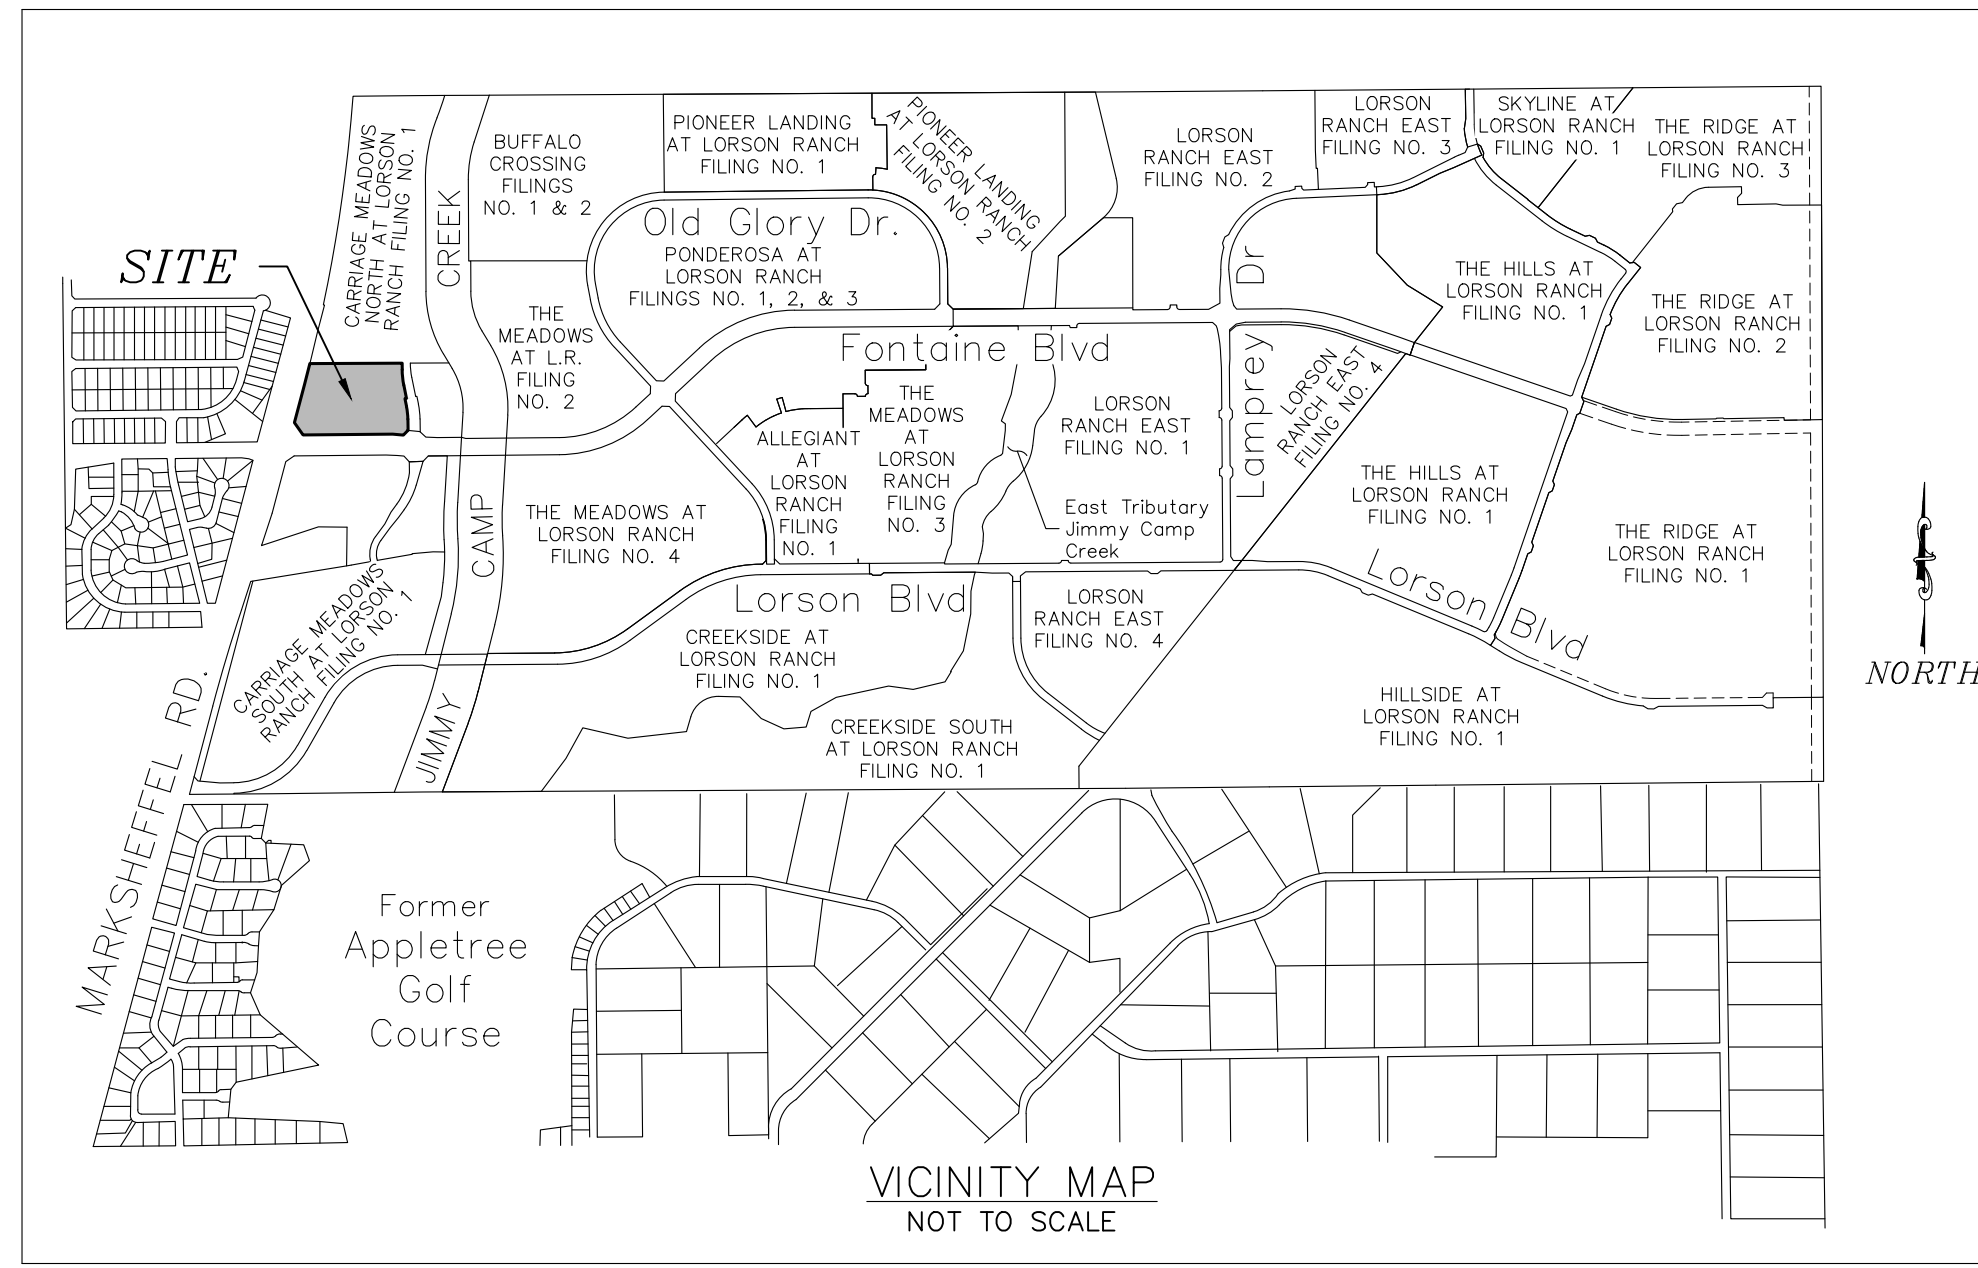 CARRIAGE MEADOWS
NORTH AT LORSON
RANCH FILING NO. 1
CREEK
BUFFALO
CROSSING
FILINGS
NO. 1 & 2
PIONEER LANDING
AT LORSON RANCH
FILING NO. 1
PIONEER LANDING
AT LORSON RANCH
FILING NO. 2
LORSON
RANCH EAST
FILING NO. 2
LORSON
RANCH EAST
FILING NO. 3
SKYLINE AT
LORSON RANCH
FILING NO. 1
THE RIDGE AT
LORSON RANCH
FILING NO. 3
SITE
Old Glory Dr.
PONDEROSA AT
LORSON RANCH
FILINGS NO. 1, 2, & 3
THE
MEADOWS
AT L.R.
FILING
NO. 2
THE HILLS AT
LORSON RANCH
FILING NO. 1
THE RIDGE AT
LORSON RANCH
FILING NO. 2
Fontaine Blvd
Lamprey Dr
LORSON
RANCH EAST
FILING NO. 4
THE
MEADOWS
AT
LORSON
RANCH
FILING
NO. 3
LORSON
RANCH EAST
FILING NO. 1
ALLEGIANT
AT
LORSON
RANCH
FILING
NO. 1
THE HILLS AT
LORSON RANCH
FILING NO. 1
CAMP
THE MEADOWS AT
LORSON RANCH
FILING NO. 4
East Tributary
Jimmy Camp
Creek
THE RIDGE AT
LORSON RANCH
FILING NO. 1
CARRIAGE MEADOWS
SOUTH AT LORSON
RANCH FILING NO. 1
Lorson Blvd
LORSON
RANCH EAST
FILING NO. 4
Lorson Blvd
CREEKSIDE AT
LORSON RANCH
FILING NO. 1
NORTH
JIMMY
CREEKSIDE SOUTH
AT LORSON RANCH
FILING NO. 1
HILLSIDE AT
LORSON RANCH
FILING NO. 1
MARKSHEFFEL RD.
Former
Appletree
Golf
Course
VICINITY MAP
NOT TO SCALE